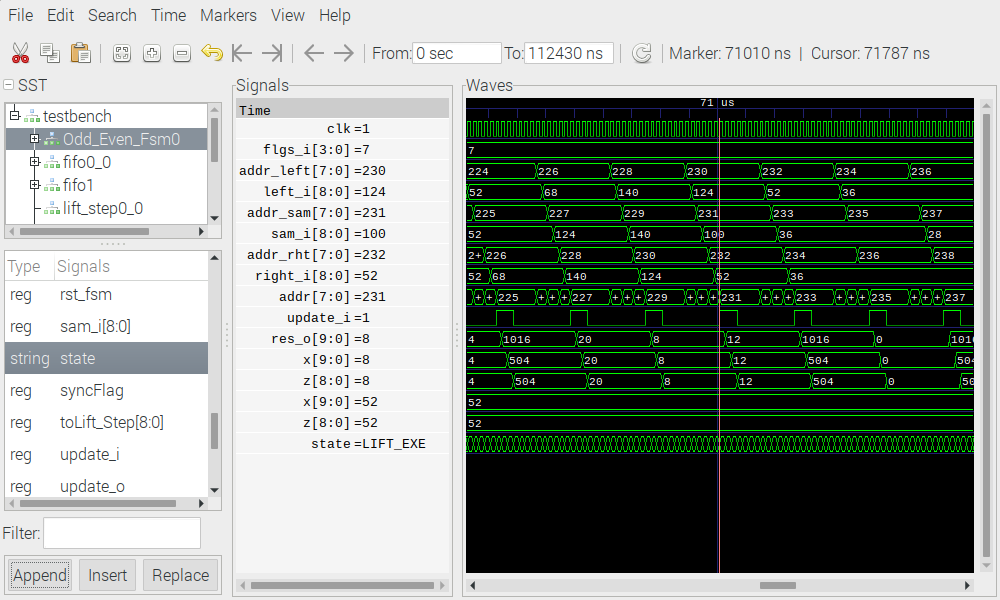 File Edit Search Time Markers View Help
From: 0 sec To: 112430 ns Marker: 71010 ns | Cursor: 71787 ns
SST
testbench
Odd_Even_Fsm0
fifo0_0
fifo1
lift_step0_0
Type Signals
reg rst_fsm
reg sam_i[8:0]
string state
reg syncFlag
reg toLift_Step[8:0]
reg update_i
reg update_o
Filter:
Append Insert Replace
Signals
Time
clk=1
flgs_i[3:0]=7
addr_left[7:0]=230
left_i[8:0]=124
addr_sam[7:0]=231
sam_i[8:0]=100
addr_rht[7:0]=232
right_i[8:0]=52
addr[7:0]=231
update_i=1
res_o[9:0]=8
x[9:0]=8
z[8:0]=8
x[9:0]=52
z[8:0]=52
state=LIFT_EXE
Waves
71 us
7
224 226 228 230 232 234 236
52 68 140 124 52 36
225 227 229 231 233 235 237
52 124 140 100 36 28
2+ 226 228 230 232 234 236 238
52 68 140 124 52 36
+ + 225 + + + 227 + + + 229 + + + 231 + + + 233 + + + 235 + + + 237
4 1016 20 8 12 1016 0 1016
4 504 20 8 12 504 0 504
4 504 20 8 12 504 0 50
52
52